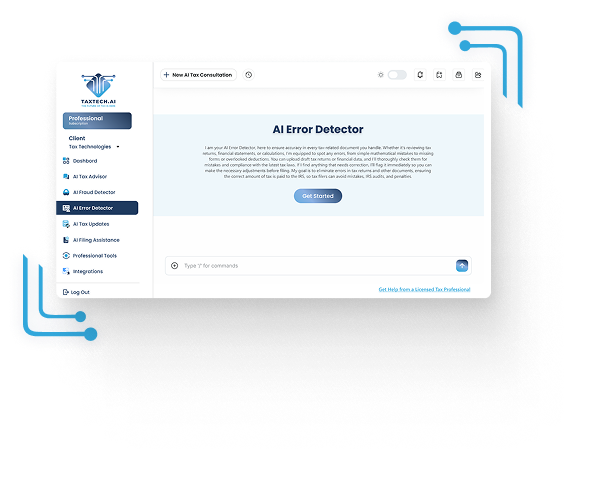 TAXTECH.AI
Professional
Subscription
Client
Tax Technologies
Dashbord
AI Tax Advisor
AI Fraud Detector
AI Error Detector
AI Tax Updates
AI Filing Assistance
Professional Tools
Integrations
Log Out
New AI Tax Consultation
AI Error Detector
I am your AI Error Detector, here to ensure accuracy in every tax-related document you handle. Whether it's reviewing tax
returns, financial statements, or calculations, I'm equipped to spot any errors, from simple mathematical mistakes to missing
forms or overlooked deductions. You can upload draft tax returns or financial data, and I'll thoroughly check them for
mistakes and compliance with the latest tax laws. If I find anything that needs correction, I'll flag it immediately so you can
make the necessary adjustments before filing. My goal is to eliminate errors in tax returns and other documents, ensuring
the correct amount of tax is paid to the IRS, so tax filers can avoid mistakes, IRS audits, and penalties
Get Started
Type '/' for commands
Get Help from a Licensed Tax Professional